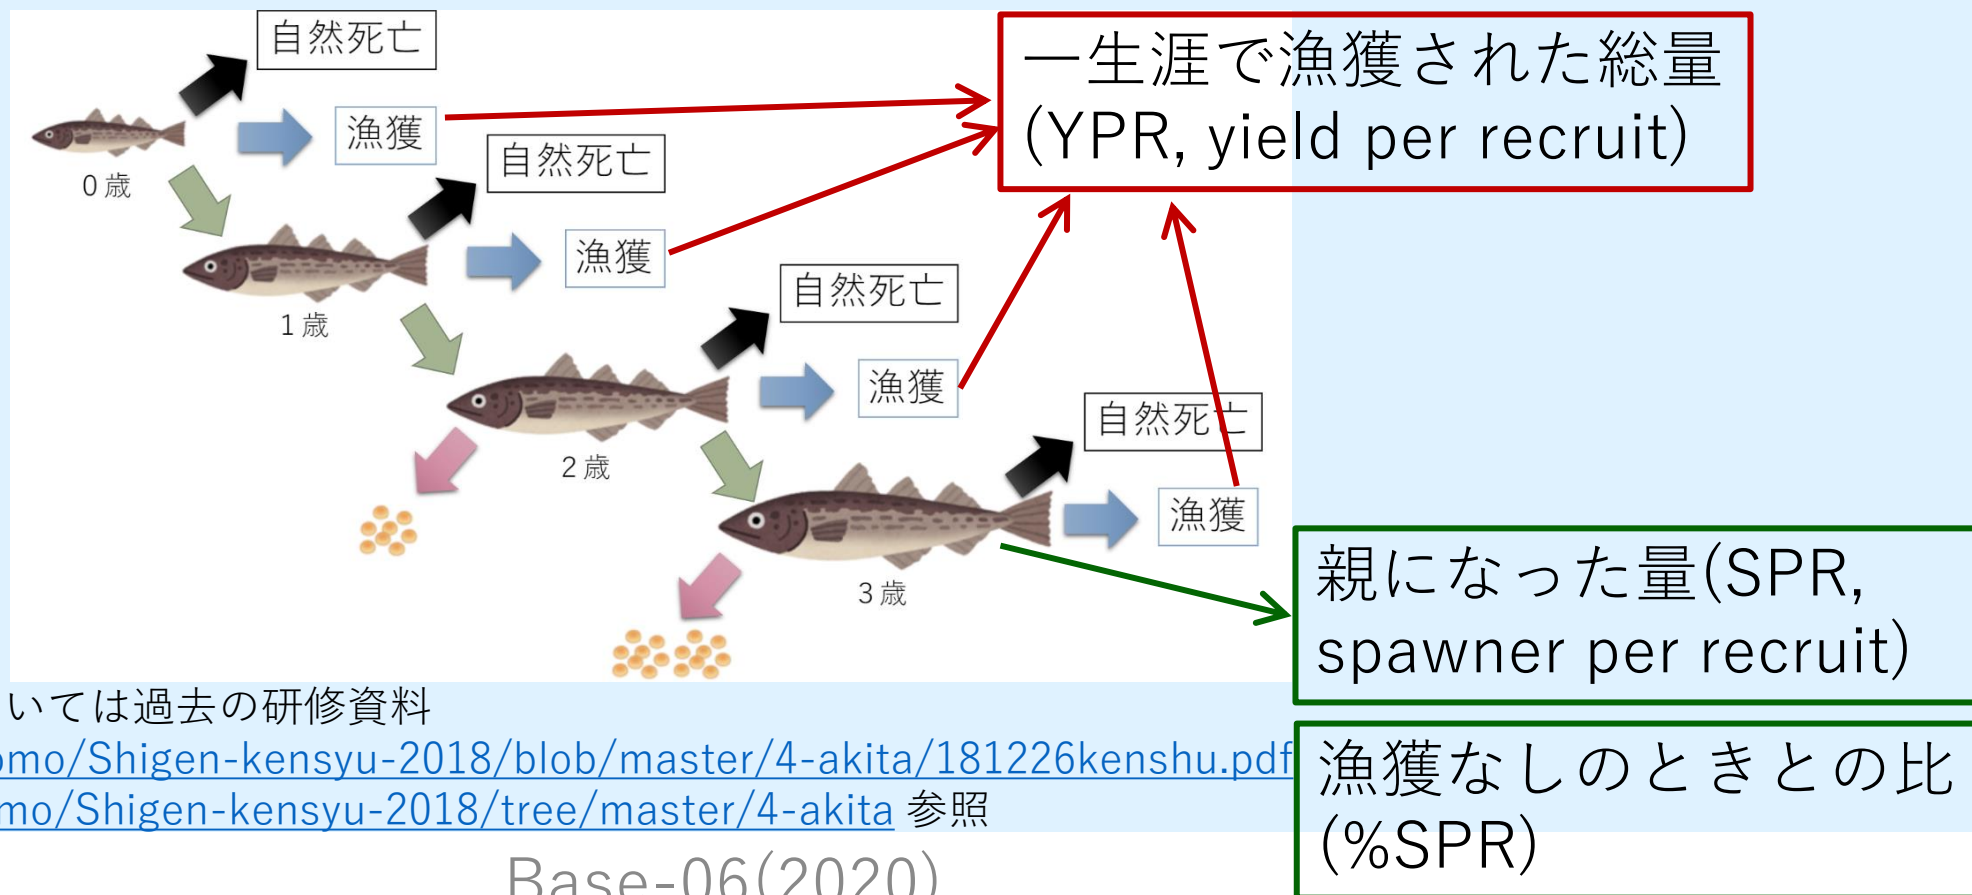 自然死亡
一生涯で漁獲された総量
(YPR, yield per recruit)
漁獲
0歳
自然死亡
漁獲
1歳
自然死亡
漁獲
2歳
自然死亡
漁獲
3歳
親になった量(SPR,
spawner per recruit)
いては過去の研修資料
omo/Shigen-kensyu-2018/blob/master/4-akita/181226kenshu.pdf
mo/Shigen-kensyu-2018/tree/master/4-akita 参照
漁獲なしのときとの比
(%SPR)
Base-06(2020)